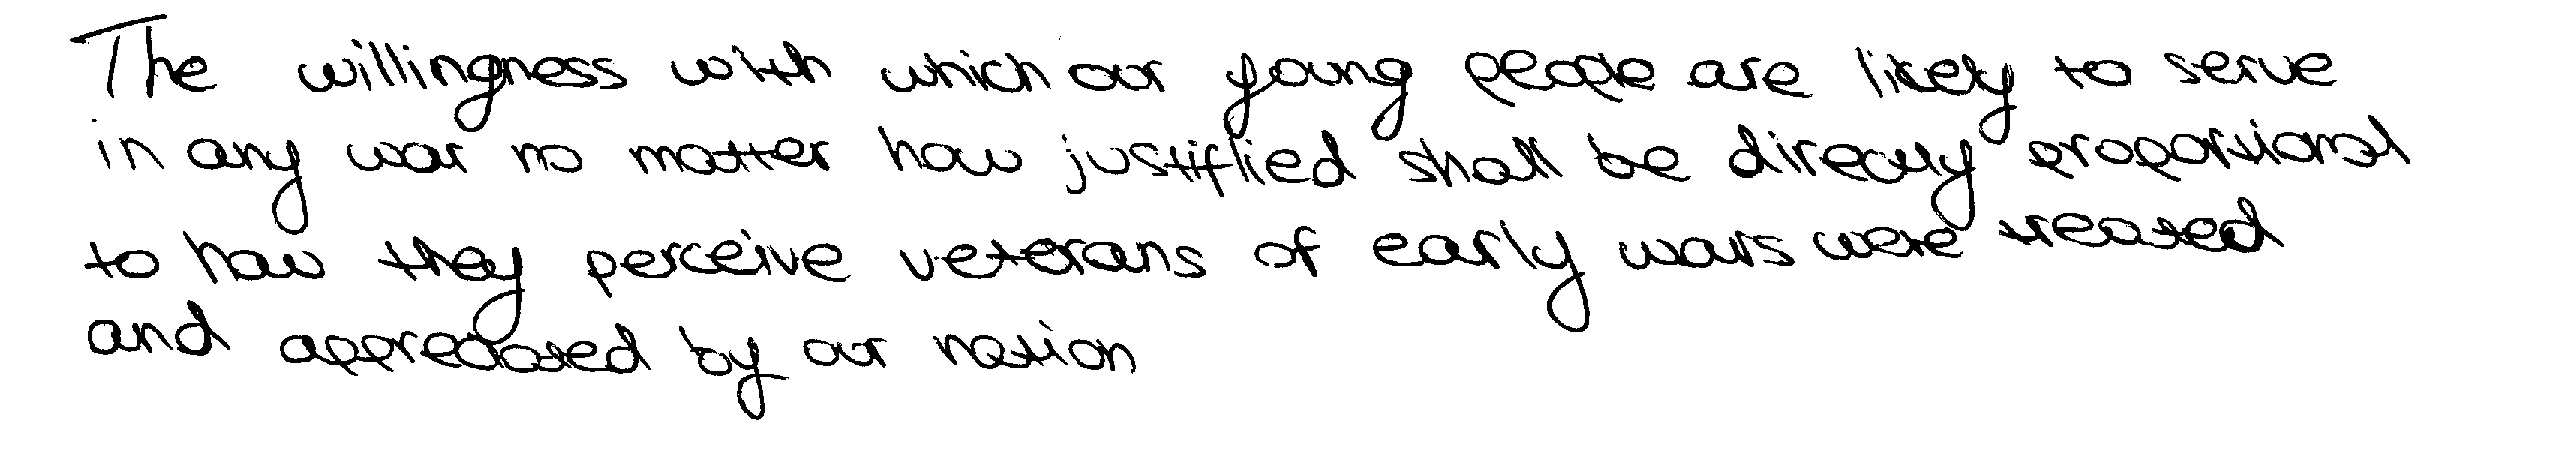 The willingness with which our young people are likely to serve
in any war no matter how justified shall be directly proportional
to how they perceive veterans of early wars were treated
and appreciated by our nation